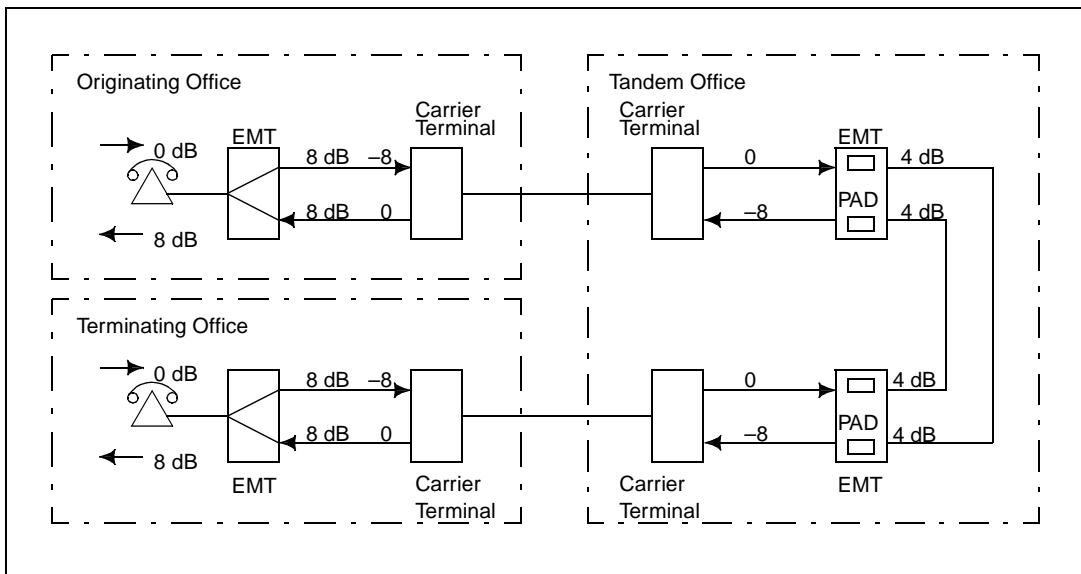 Originating Office
EMT
Carrier
Terminal
0 dB
8 dB –8
8 dB 0
8 dB
Terminating Office
0 dB
8 dB –8
8 dB 0
8 dB
EMT
Carrier
Terminal
Tandem Office
Carrier
Terminal
EMT
0
4 dB
PAD
–8
4 dB
0
4 dB
PAD
–8
4 dB
Carrier
Terminal
EMT